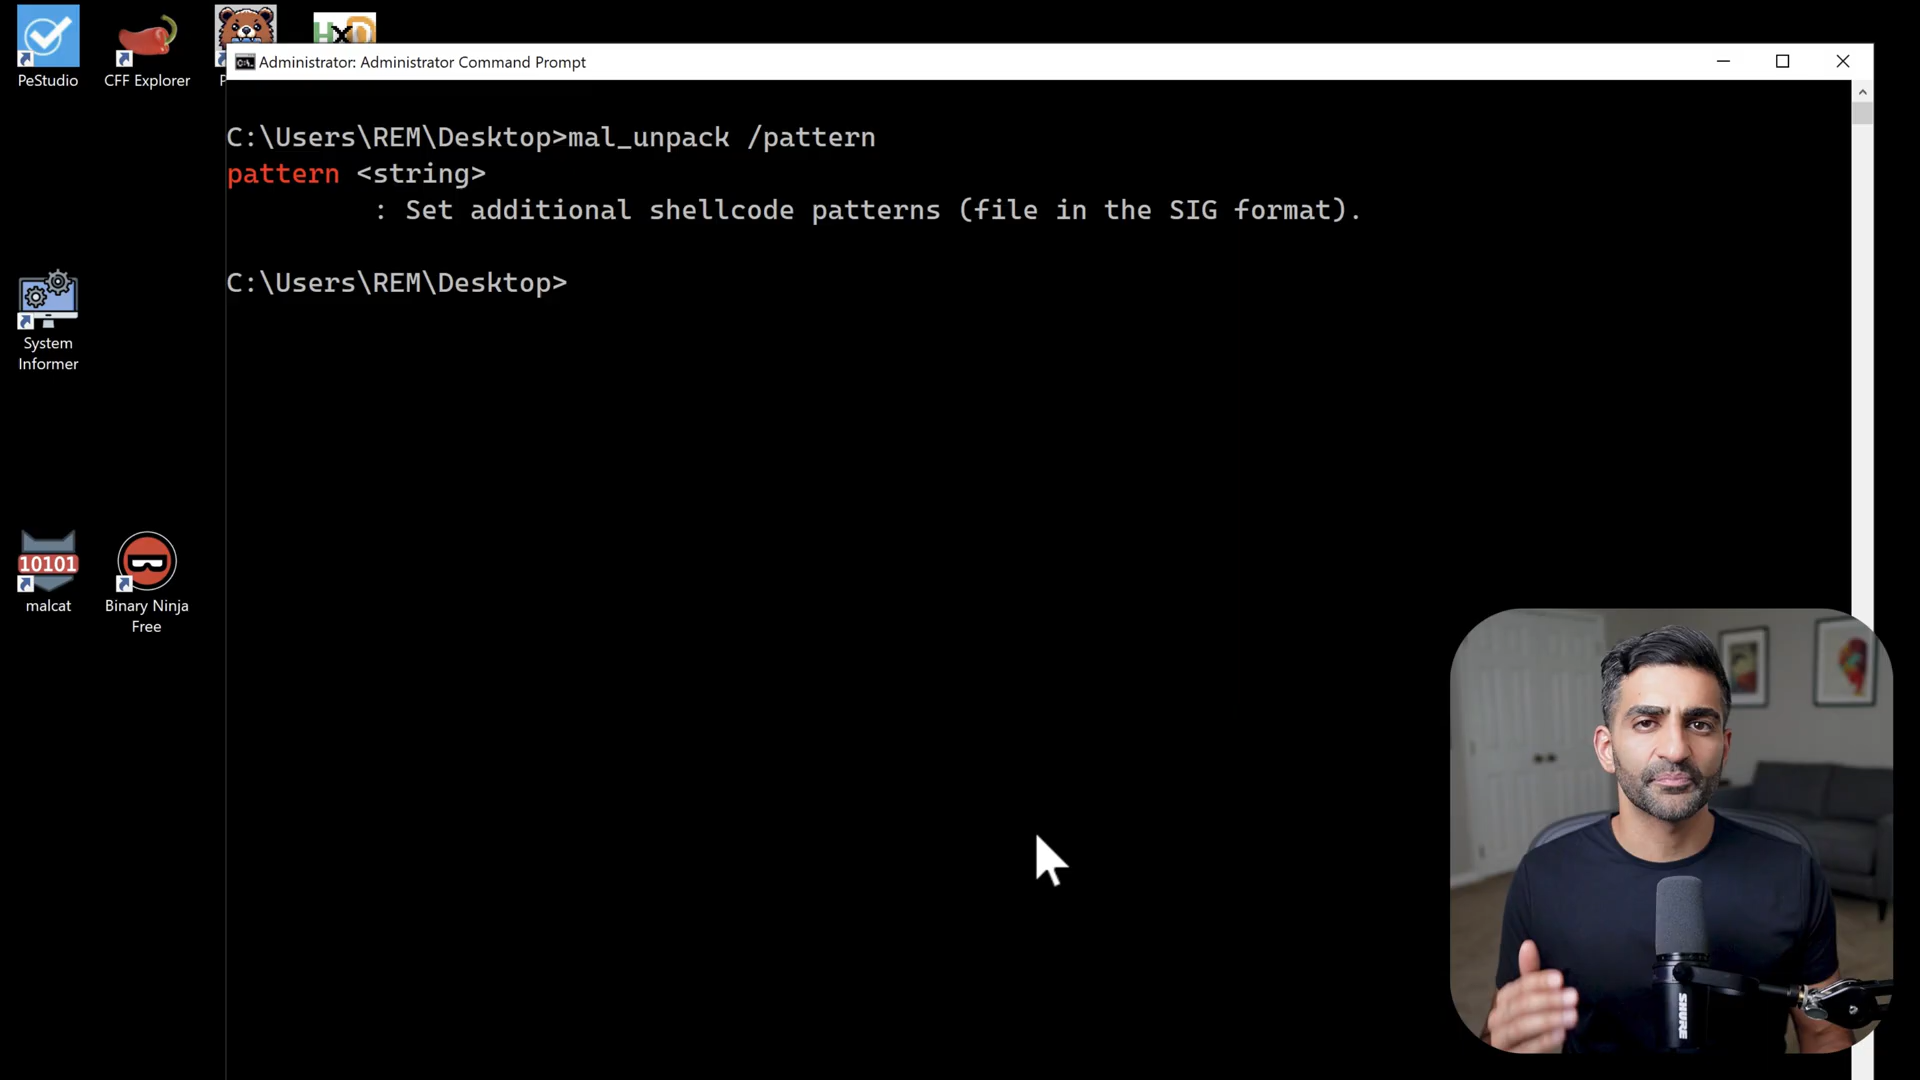 PeStudio
CFF Explorer
HxD
Administrator: Administrator Command Prompt
C:\Users\REM\Desktop>mal_unpack /pattern
pattern <string>
: Set additional shellcode patterns (file in the SIG format).
C:\Users\REM\Desktop>
System
Informer
10101
malcat
Binary Ninja
Free
SHURE